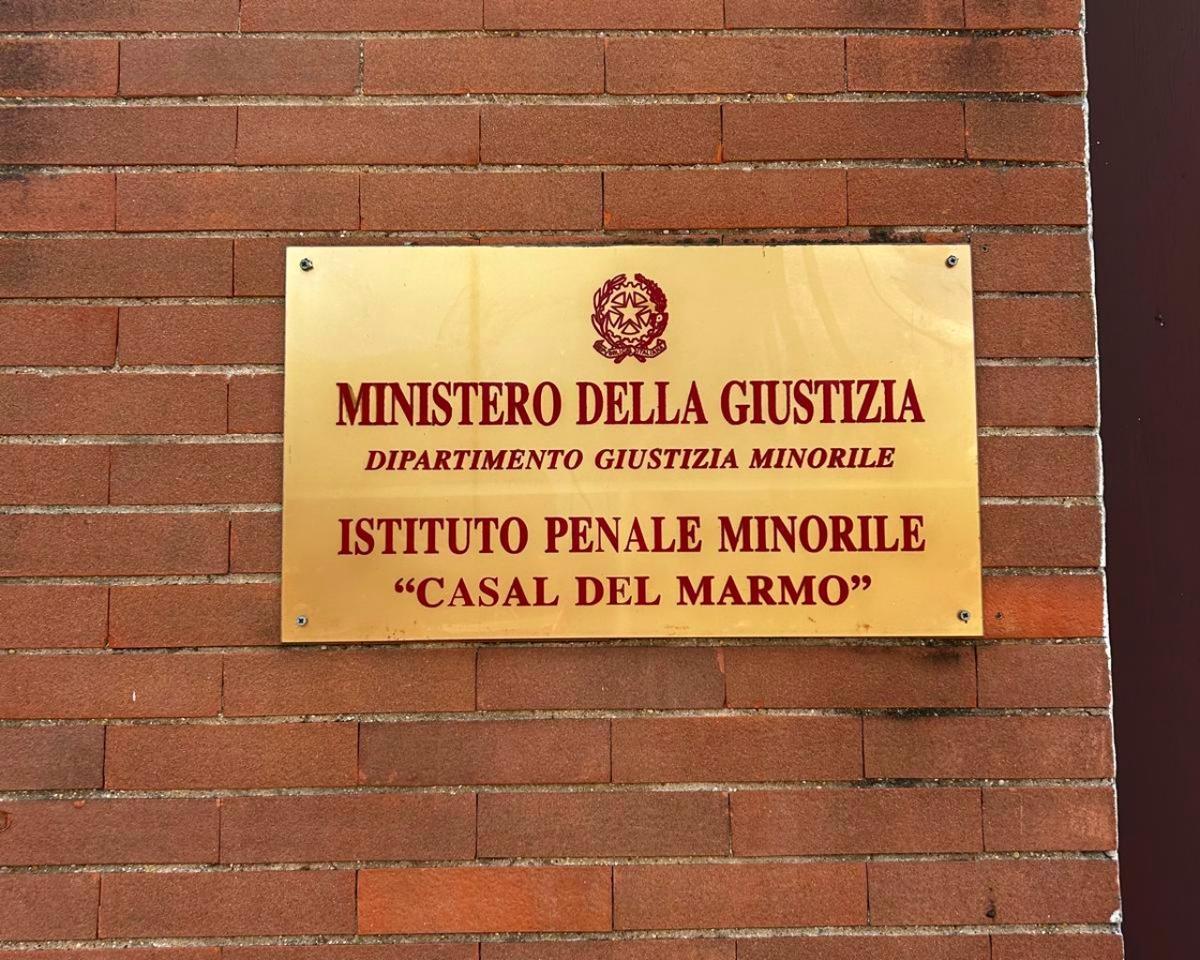 MINISTERO DELLA GIUSTIZIA
DIPARTIMENTO GIUSTIZIA MINORILE
ISTITUTO PENALE MINORILE
“CASAL DEL MARMO”